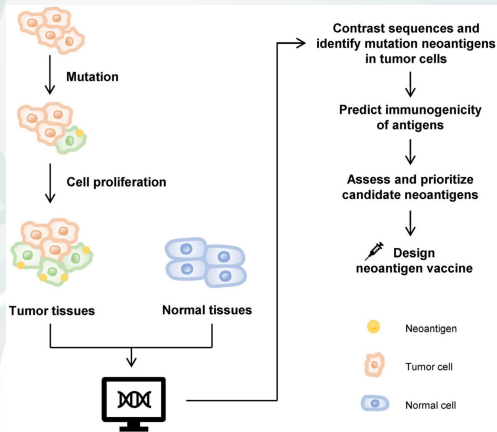 Mutation
Cell proliferation
Tumor tissues
Normal tissues
Contrast sequences and
identify mutation neoantigens
in tumor cells
Predict immunogenicity
of antigens
Assess and prioritize
candidate neoantigens
Design
neoantigen vaccine
Neoantigen
Tumor cell
Normal cell